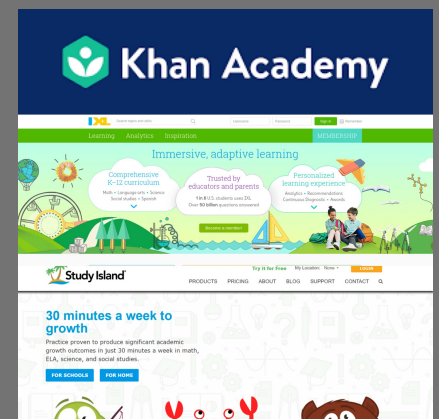 Khan Academy
IXL
Search topics and skills
Username
Password
Sign in
Remember
Learning Analytics Inspiration
MEMBERSHIP
Immersive, adaptive learning
Comprehensive
K-12 curriculum
Math • Language arts • Science
Social studies • Spanish
Trusted by
educators and parents
1 in 8 U.S. students uses IXL
Over 90 billion questions answered
Personalized
learning experience
Analytics • Recommendations
Continuous Diagnostic • Awards
Become a member
Study Island
Try It for Free
My Location: None
LOGIN
PRODUCTS PRICING ABOUT BLOG SUPPORT CONTACT
30 minutes a week to
growth
Practice proven to produce significant academic
growth outcomes in just 30 minutes a week in math,
ELA, science, and social studies.
FOR SCHOOLS
FOR HOME